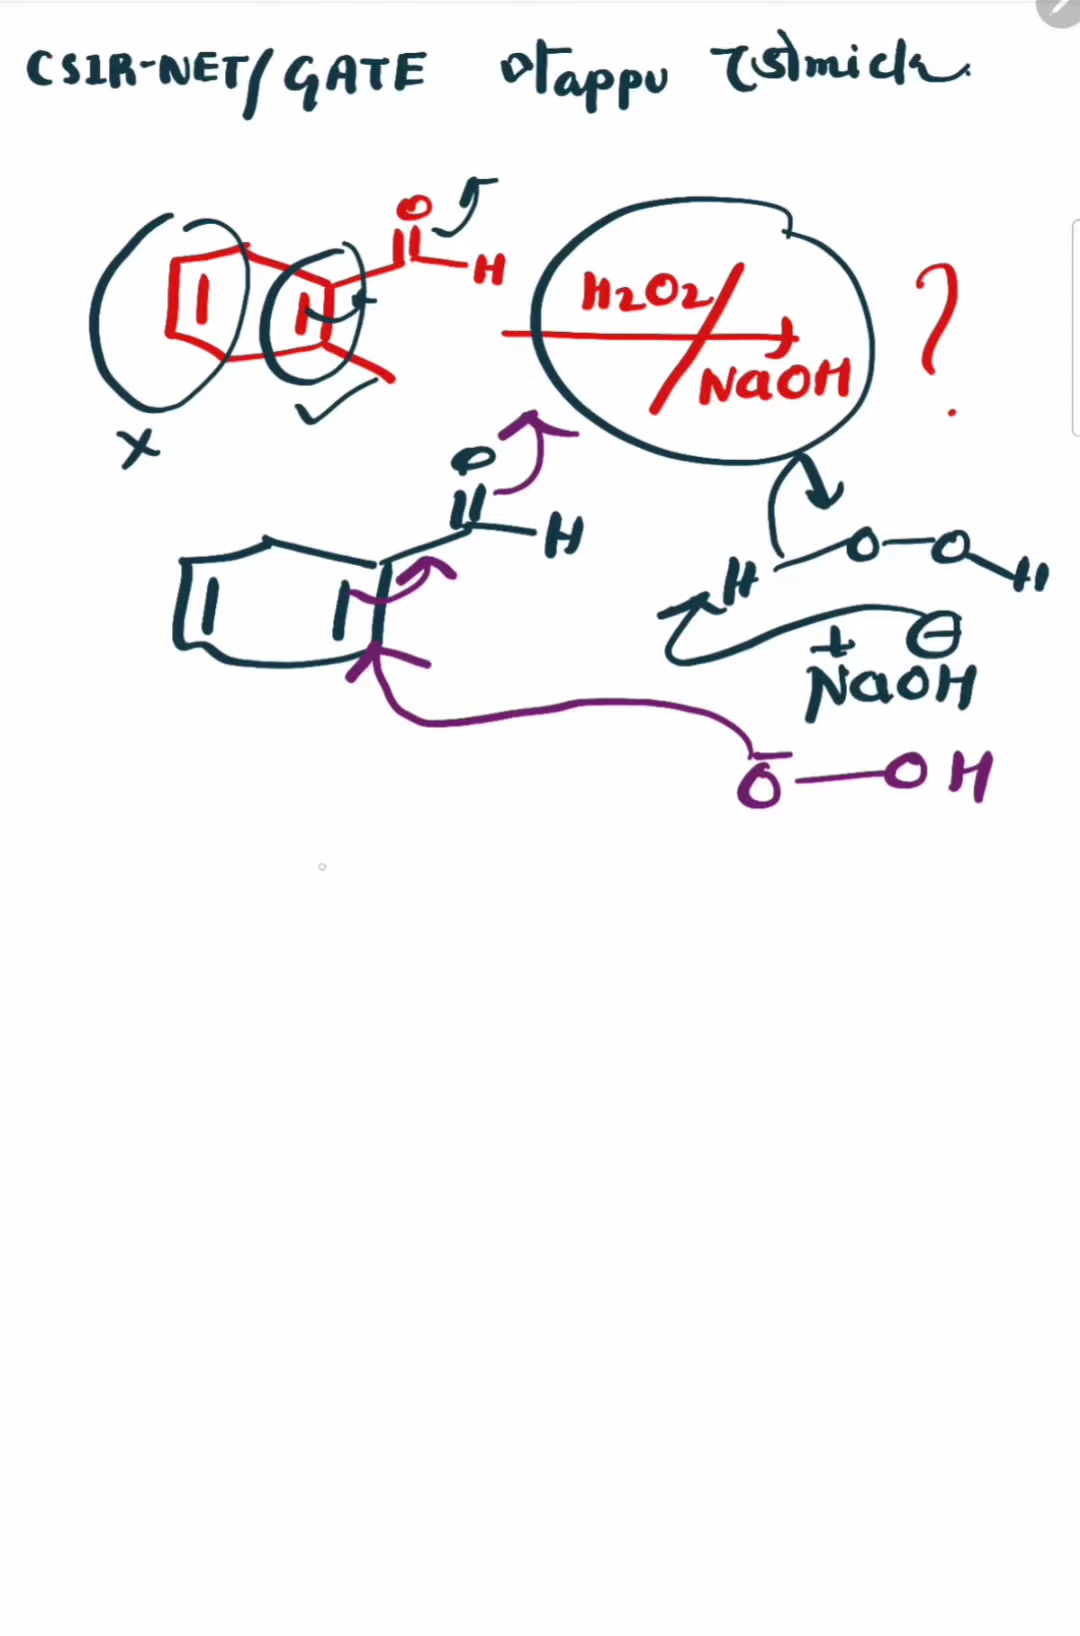 CSIR-NET/GATE
O
H
H2O2/NaOH
?
O
H
H O O H
+
NaOH
O OH